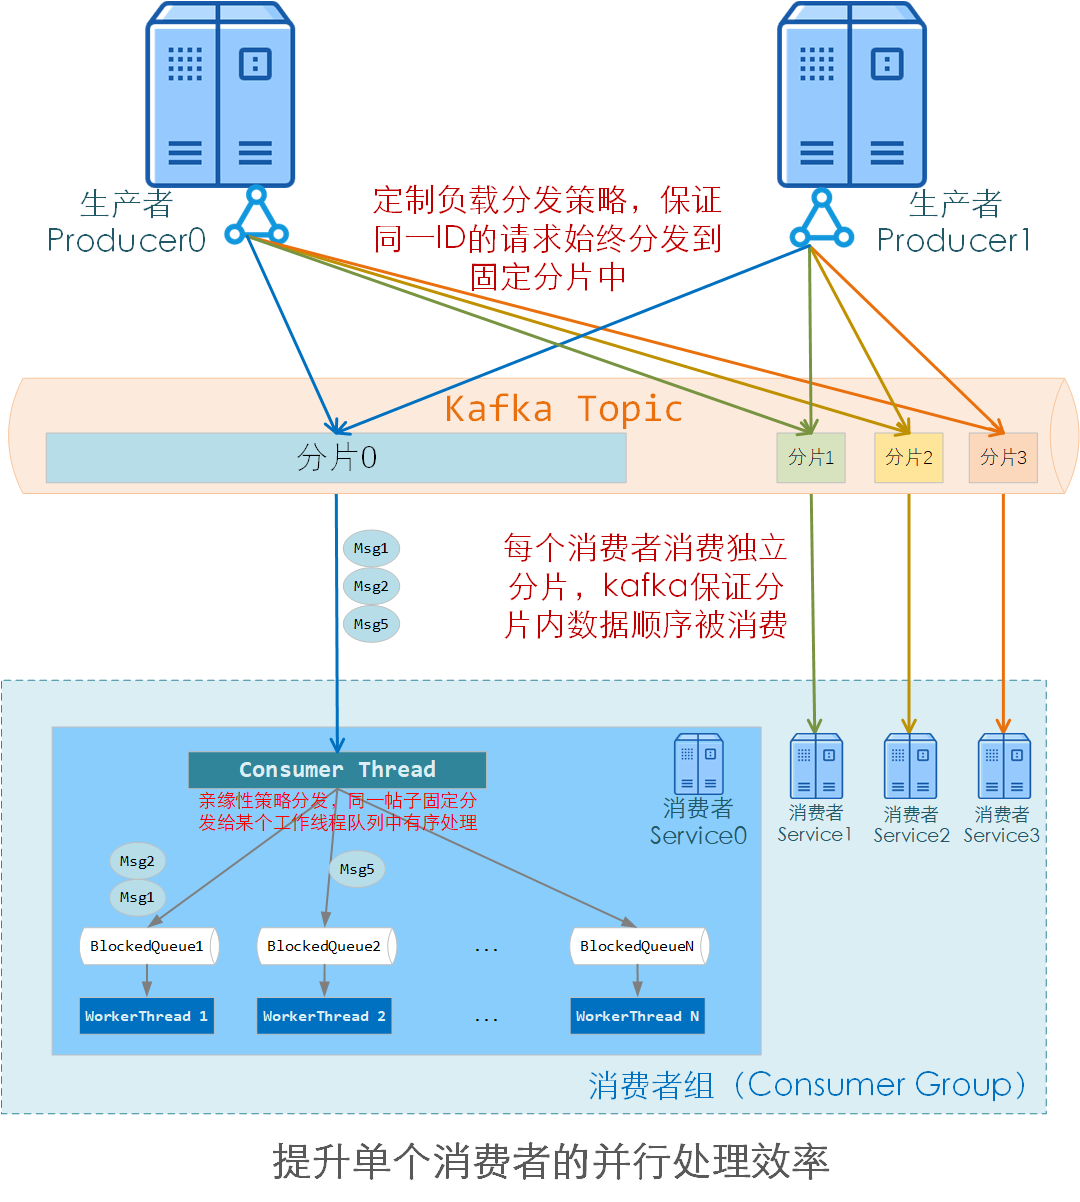 生产者
Producer0
定制负载分发策略，保证
同一ID的请求始终分发到
固定分片中
生产者
Producer1
Kafka Topic
分片0
分片1
分片2
分片3
Msg1
Msg2
Msg5
每个消费者消费独立
分片，kafka保证分
片内数据顺序被消费
Consumer Thread
亲缘性策略分发，同一帖子固定分
发给某个工作线程队列中有序处理
消费者
Service0
消费者
Service1
消费者
Service2
消费者
Service3
Msg2
Msg1
Msg5
BlockedQueue1
BlockedQueue2
...
BlockedQueueN
WorkerThread 1
WorkerThread 2
...
WorkerThread N
消费者组（Consumer Group）
提升单个消费者的并行处理效率